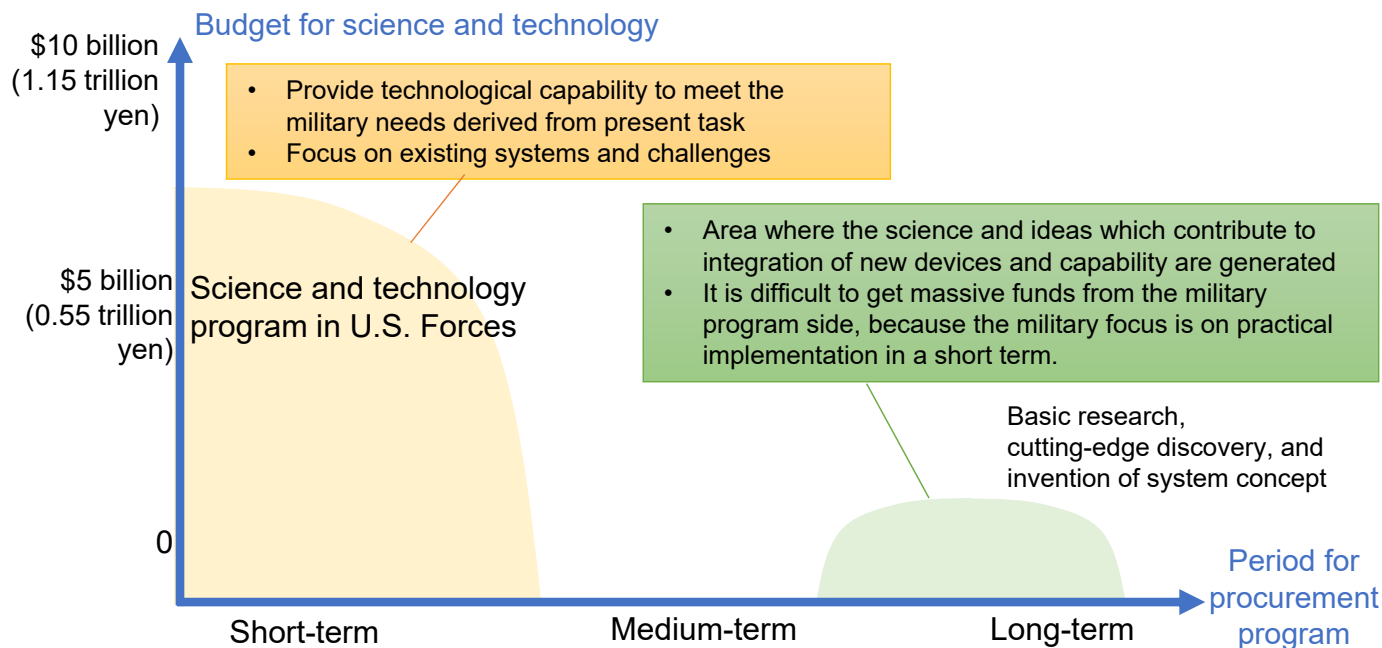 Budget for science and technology
$10 billion
(1.15 trillion
yen)
• Provide technological capability to meet the
military needs derived from present task
• Focus on existing systems and challenges
• Area where the science and ideas which contribute to
integration of new devices and capability are generated
• It is difficult to get massive funds from the military
program side, because the military focus is on practical
implementation in a short term.
$5 billion
(0.55 trillion
yen)
Science and technology
program in U.S. Forces
Basic research,
cutting-edge discovery, and
invention of system concept
0
Period for
procurement
program
Short-term
Medium-term
Long-term